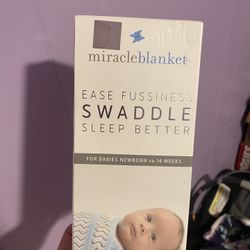 miracleblanket
EASE FUSSINESS
SWADDLE
SLEEP BETTER
FOR BABIES NEWBORN to 14 WEEKS